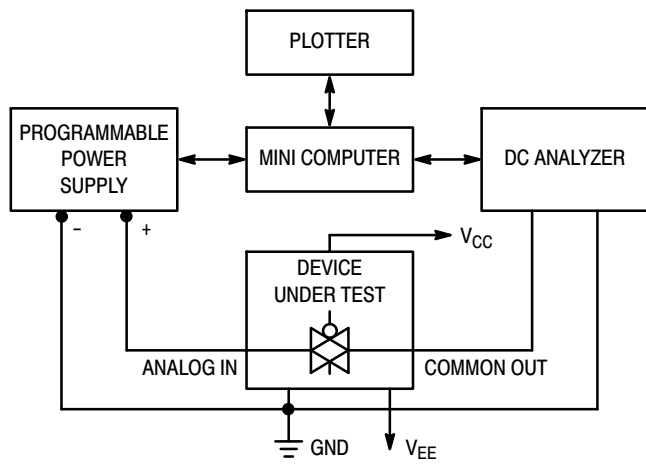 PLOTTER
PROGRAMMABLE
POWER
SUPPLY
MINI COMPUTER
DC ANALYZER
– +
VCC
DEVICE
UNDER TEST
ANALOG IN
COMMON OUT
GND
VEE